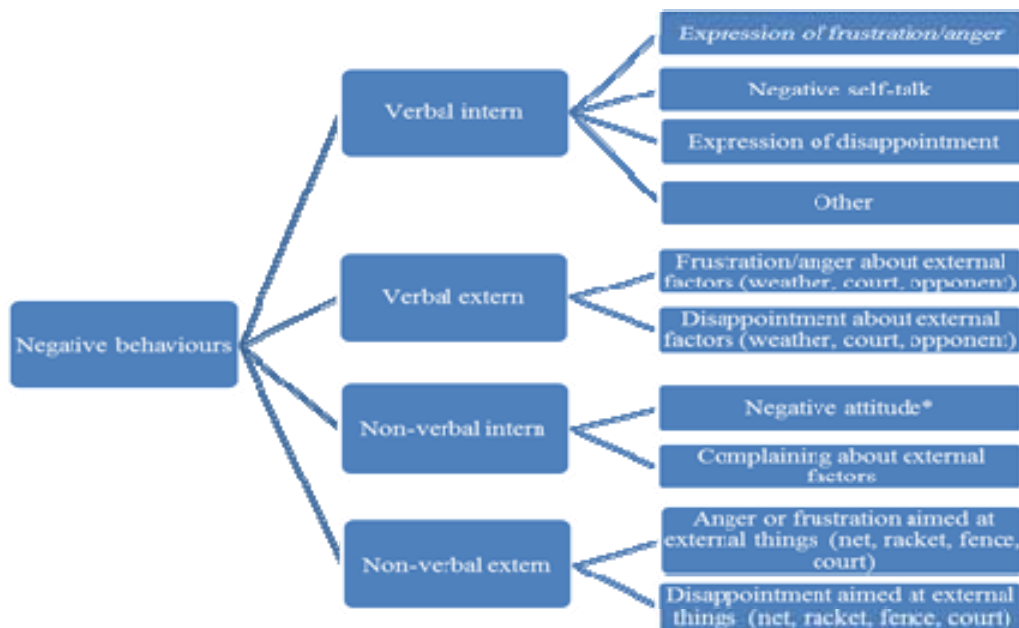 Negative behaviours
Verbal intern
Expression of frustration/anger
Negative self-talk
Expression of disappointment
Other
Verbal extern
Frustration/anger about external
factors (weather, court, opponent)
Disappointment about external
factors (weather, court, opponent)
Non-verbal intern
Negative attitude*
Complaining about external
factors
Non-verbal extern
Anger or frustration aimed at
external things (net, racket, fence,
court)
Disappointment aimed at external
things (net, racket, fence, court)